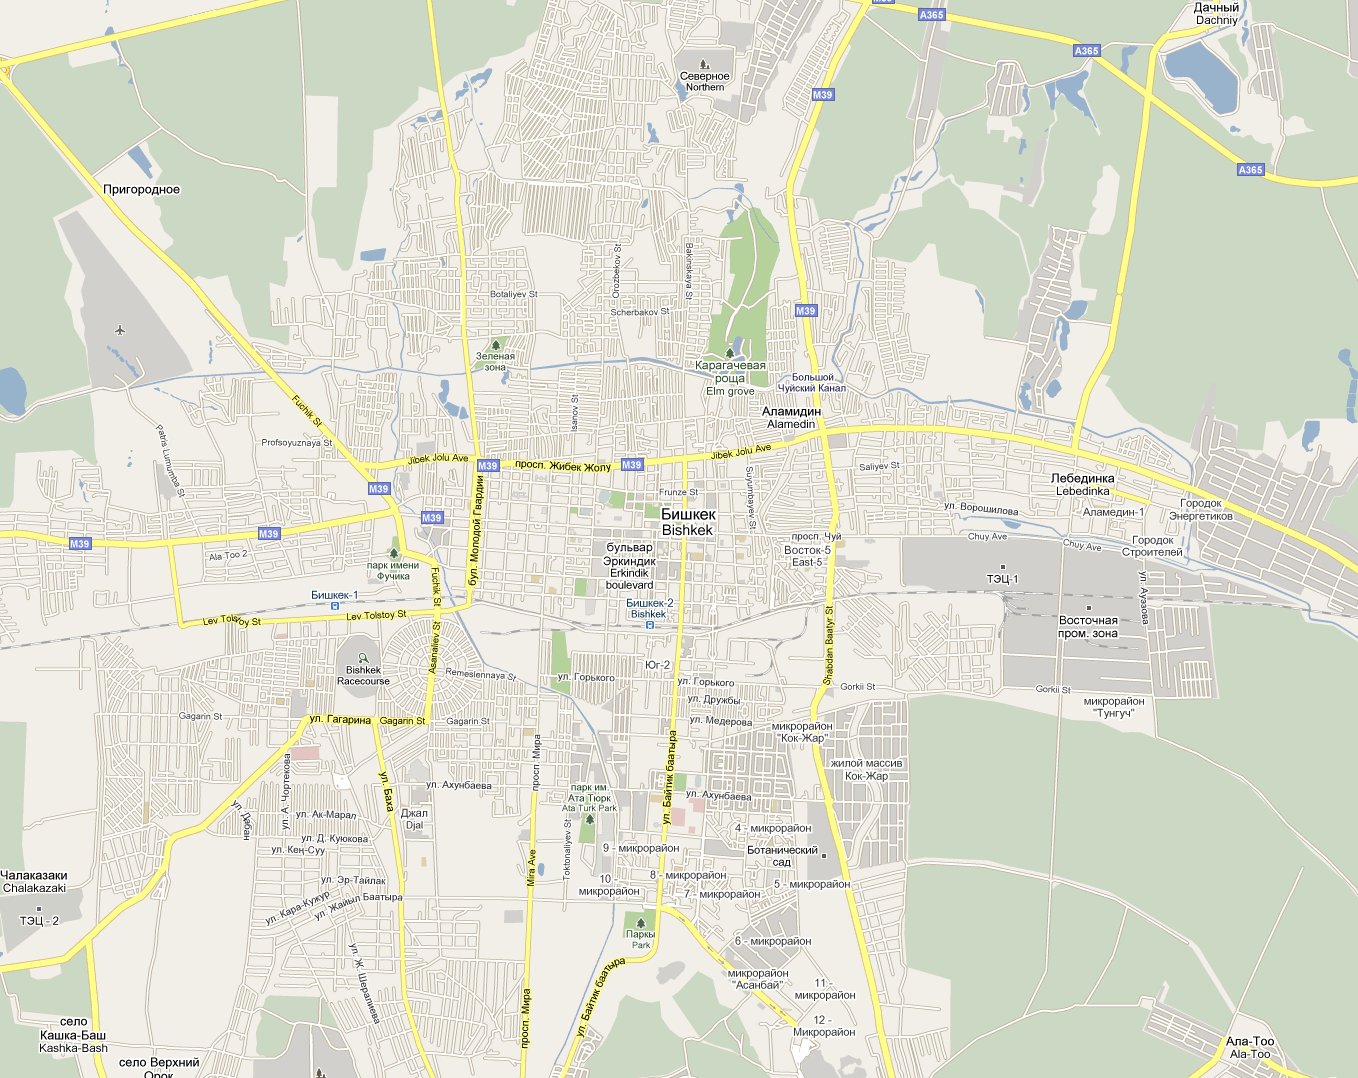 M39
A365
Дачный
Dachniy
A365
Северное
Northern
M39
A365
Пригородное
Orozbekov St
Bakinskaya St
Botaliyev St
Scherbakov St
M39
Зеленая
зона
Карагачевая
роща
Elm grove
Большой
Чуйский Канал
Fuchik St
Isanov St
Аламидин
Alamedin
Patris Lumumba St
Profsoyuznaya St
Jibek Jolu Ave
M39
просп. Жибек Жолу
M39
Jibek Jolu Ave
Saliyev St
Suyumbayev St
Лебединка
Lebedinka
M39
Frunze St
Городок
Энергетиков
ул. Ворошилова
Аламедин-1
Бишкек
Bishkek
M39
бул. Молодой Гвардии
M39
M39
просп. Чуй
Chuy Ave
Chuy Ave
Городок
Строителей
Ala Too 2
бульвар
Эркиндик
Erkindik
boulevard
Восток-5
East-5
парк имени
Фучика
Fuchik St
ТЭЦ-1
ул. Ауэзова
Бишкек-1
Бишкек-2
Bishkek
Lev Tolstoy St
Lev Tolstoy St
Восточная
пром. зона
Asanaliev St
Shabdan Baatyr St
Bishkek
Racecourse
Remeslennaya St
Юг-2
ул. Горького
ул. Горького
Gorkii St
Gorkii St
ул. Дружбы
микрорайон
"Тунгуч"
Gagarin St
ул. Гагарина
Gagarin St
Gagarin St
ул. Медерова
микрорайон
"Кок-Жар"
просп. Мира
ул. Байтик баатыра
жилой массив
Кок-Жар
ул. А. Чортекова
ул. Баха
ул. Ахунбаева
парк им.
Ата Тюрк
Ata Turk Park
ул. Ахунбаева
ул. Ак-Марал
Джал
Djal
4 - микрорайон
ул. Д. Куюкова
ул. Кең-Суу
Toktonaliyev St
9 - микрорайон
Ботанический
сад
Mira Ave
Чалаказаки
Chalakazaki
ул. Эр-Тайлак
10 -
микрорайон
8 - микрорайон
7 - микрорайон
5 - микрорайон
ул. Кара-Кужур
ул. Жайыл Баатыра
ТЭЦ - 2
Паркы
Park
6 - микрорайон
ул. Ж. Шералиева
ул. Байтик баатыра
микрорайон
"Асанбай"
11 -
микрорайон
просп. Мира
село
Кашка-Баш
Kashka-Bash
12 -
Микрорайон
Ала-Тоо
Ala-Too
село Верхний
Орок